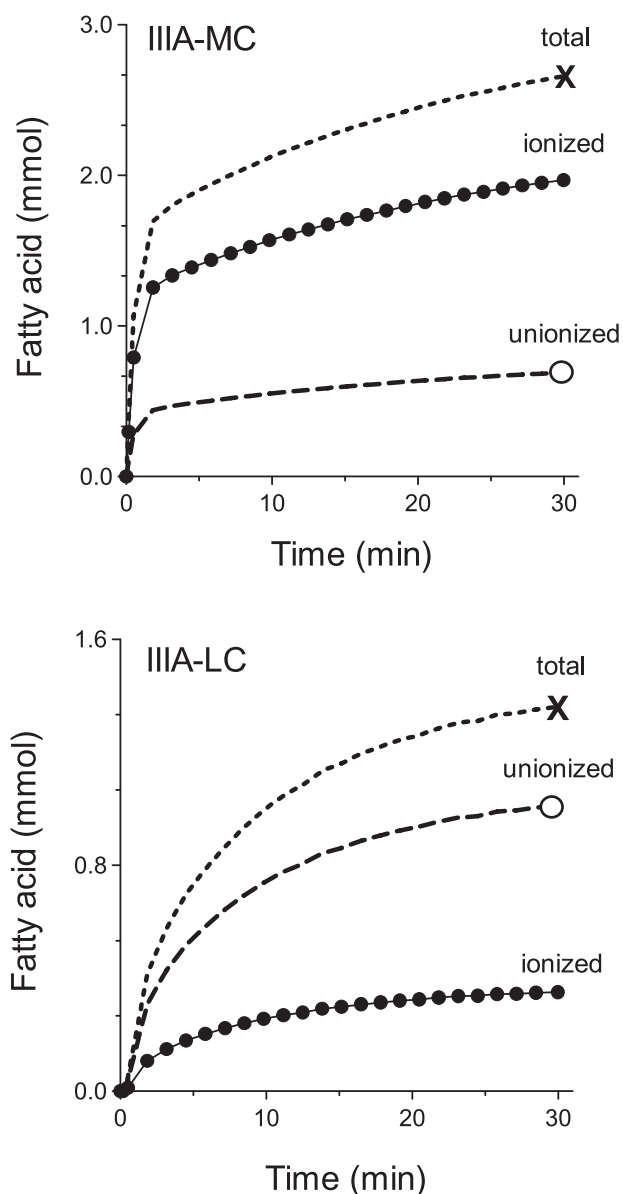 IIIA-MC
3.0
total
X
ionized
2.0
Fatty acid (mmol)
1.0
unionized
0.0
0 10 20 30
Time (min)
1.6
IIIA-LC
total
X
unionized
0.8
Fatty acid (mmol)
ionized
0.0
0 10 20 30
Time (min)